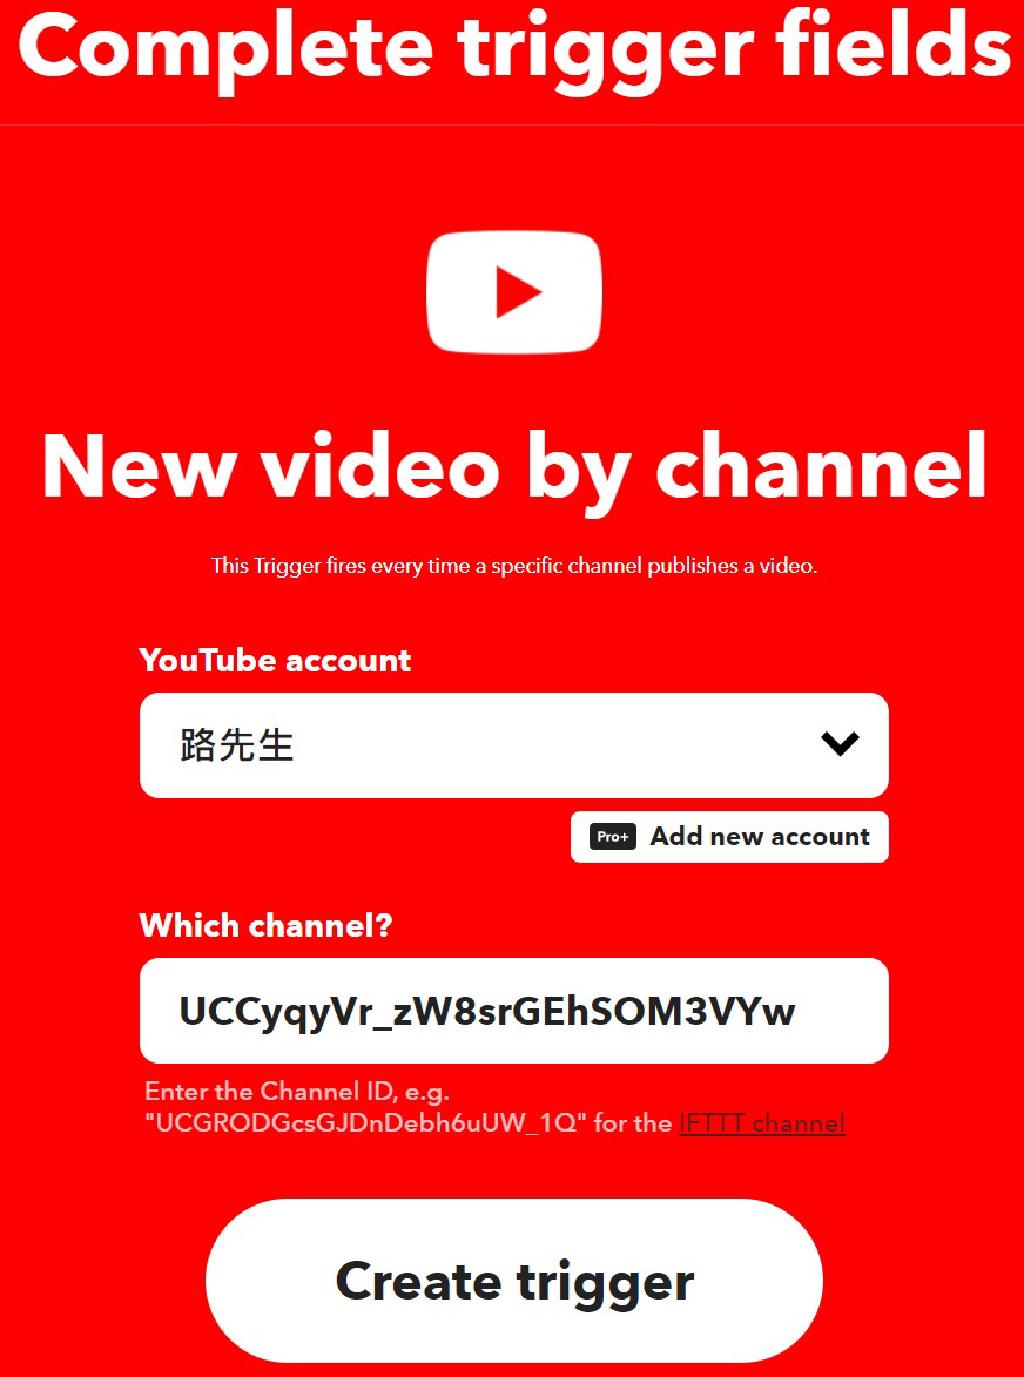 Complete trigger fields
New video by channel
This Trigger fires every time a specific channel publishes a video.
YouTube account
路先生
Pro+ Add new account
Which channel?
UCCyqyVr_zW8srGEhSOM3VYw
Enter the Channel ID, e.g.
"UCGRODGcsGJDnDebh6uUW_1Q" for the IFTTT channel
Create trigger